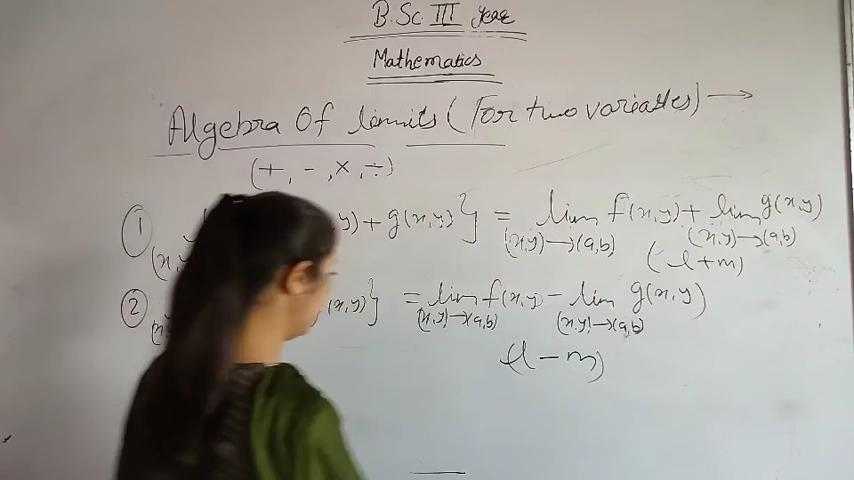 B.Sc III year
Mathematics
Algebra Of limits (For two variables) →
(+, -, ×, ÷)
① y) + g(x,y)} = lim f(x,y) + lim g(x,y)
(x,y (x,y)→(a,b) (x,y)→(a,b)
(l+m)
② (x,y)} = lim f(x,y) - lim g(x,y)
(x (x,y)→(a,b) (x,y)→(a,b)
(l-m)